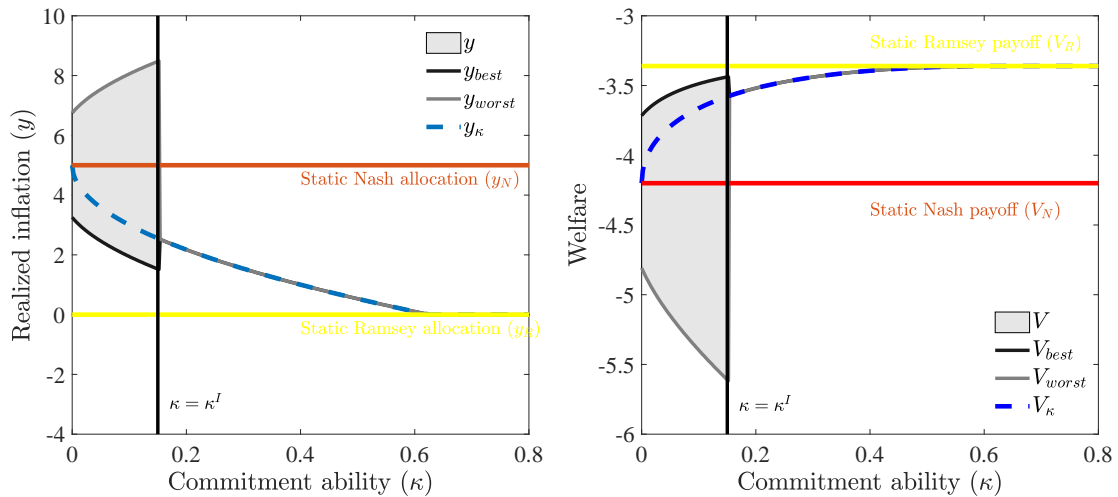 10
8
6
4
2
0
-2
-4
0
0.2
0.4
0.6
0.8
Realized inflation (y)
Commitment ability (κ)
y
y_best
y_worst
y_κ
Static Nash allocation (y_N)
Static Ramsey allocation (y_R)
κ = κ^I
-3
-3.5
-4
-4.5
-5
-5.5
-6
0
0.2
0.4
0.6
0.8
Welfare
Commitment ability (κ)
Static Ramsey payoff (V_R)
Static Nash payoff (V_N)
V
V_best
V_worst
V_κ
κ = κ^I